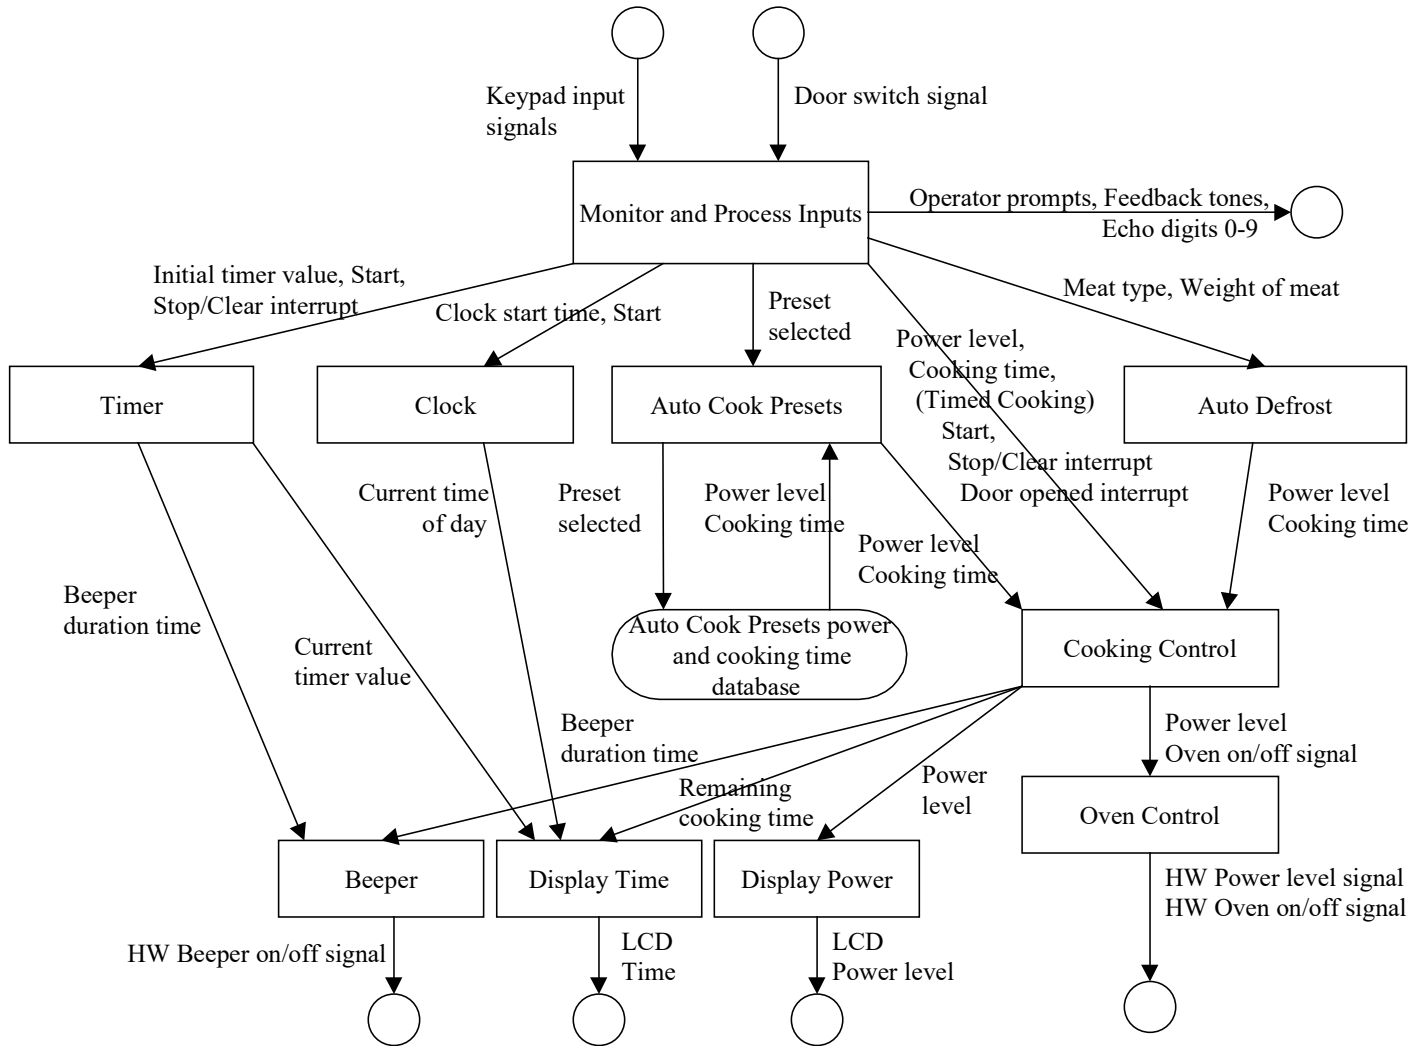 Keypad input
signals
Door switch signal
Monitor and Process Inputs
Operator prompts, Feedback tones,
Echo digits 0-9
Initial timer value, Start,
Stop/Clear interrupt
Clock start time, Start
Preset
selected
Meat type, Weight of meat
Power level,
Cooking time,
(Timed Cooking)
Start,
Stop/Clear interrupt
Door opened interrupt
Timer
Clock
Auto Cook Presets
Auto Defrost
Current time
of day
Preset
selected
Power level
Cooking time
Power level
Cooking time
Power level
Cooking time
Beeper
duration time
Current
timer value
Auto Cook Presets power
and cooking time
database
Cooking Control
Beeper
duration time
Remaining
cooking time
Power
level
Power level
Oven on/off signal
Oven Control
Beeper
Display Time
Display Power
HW Power level signal
HW Oven on/off signal
HW Beeper on/off signal
LCD
Time
LCD
Power level